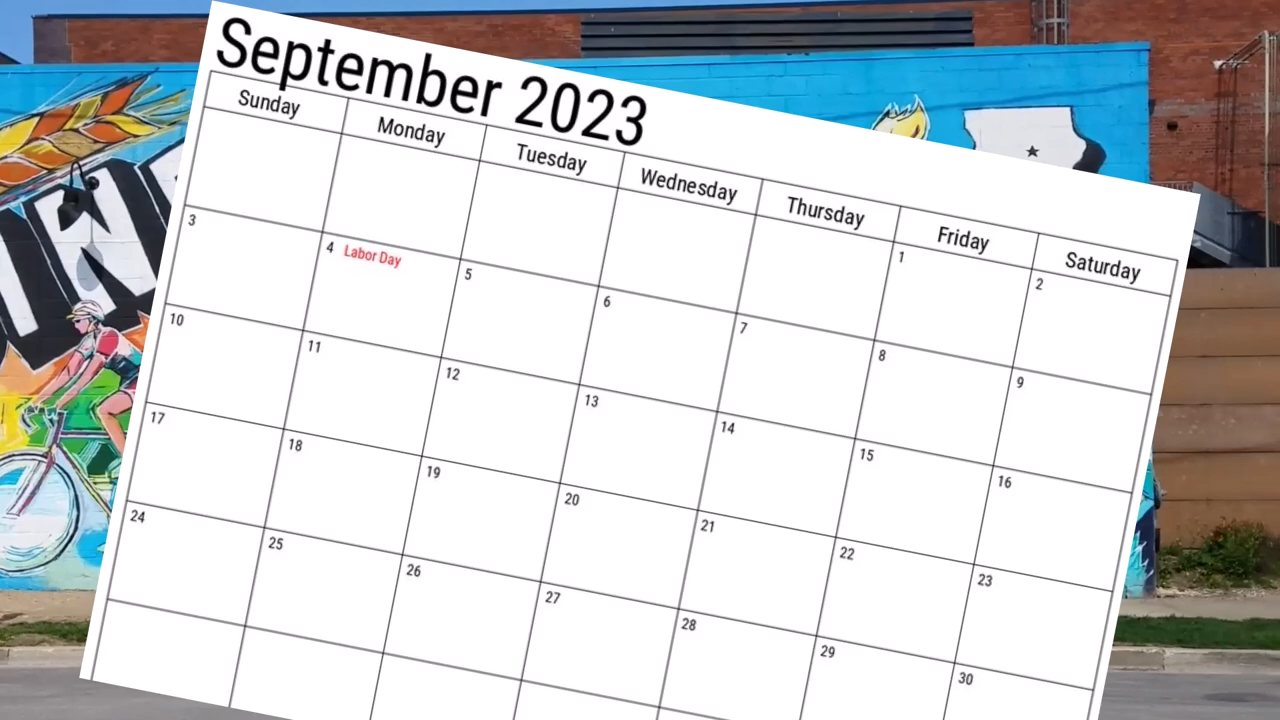 September 2023
Sunday Monday Tuesday Wednesday Thursday Friday Saturday
1 2
3 4 Labor Day 5 6 7 8 9
10 11 12 13 14 15 16
17 18 19 20 21 22 23
24 25 26 27 28 29 30